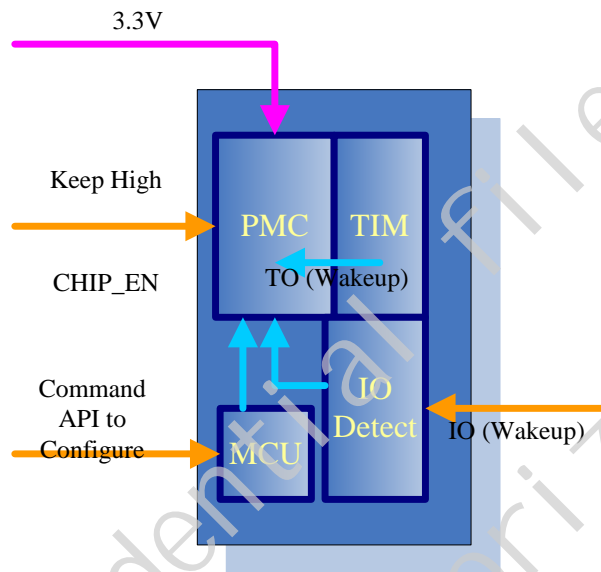 3.3V
Keep High
PMC
TIM
TO (Wakeup)
CHIP_EN
Command
API to
Configure
IO
Detect
MCU
IO (Wakeup)